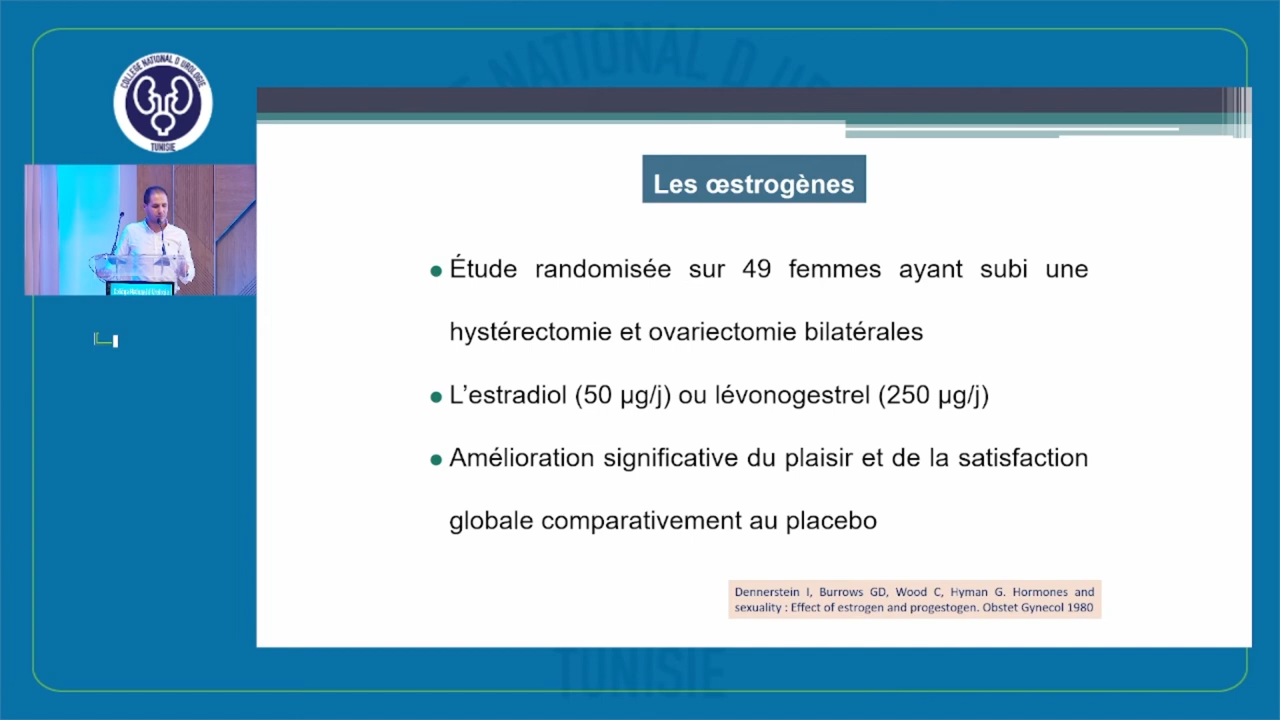 NATIONAL D
COLLEGE NATIONAL D UROLOGIE
TUNISIE
Les œstrogènes
Étude randomisée sur 49 femmes ayant subi une
hystérectomie et ovariectomie bilatérales
L’estradiol (50 µg/j) ou lévonogestrel (250 µg/j)
Amélioration significative du plaisir et de la satisfaction
globale comparativement au placebo
Dennerstein I, Burrows GD, Wood C, Hyman G. Hormones and
sexuality : Effect of estrogen and progestogen. Obstet Gynecol 1980
TUNISIE